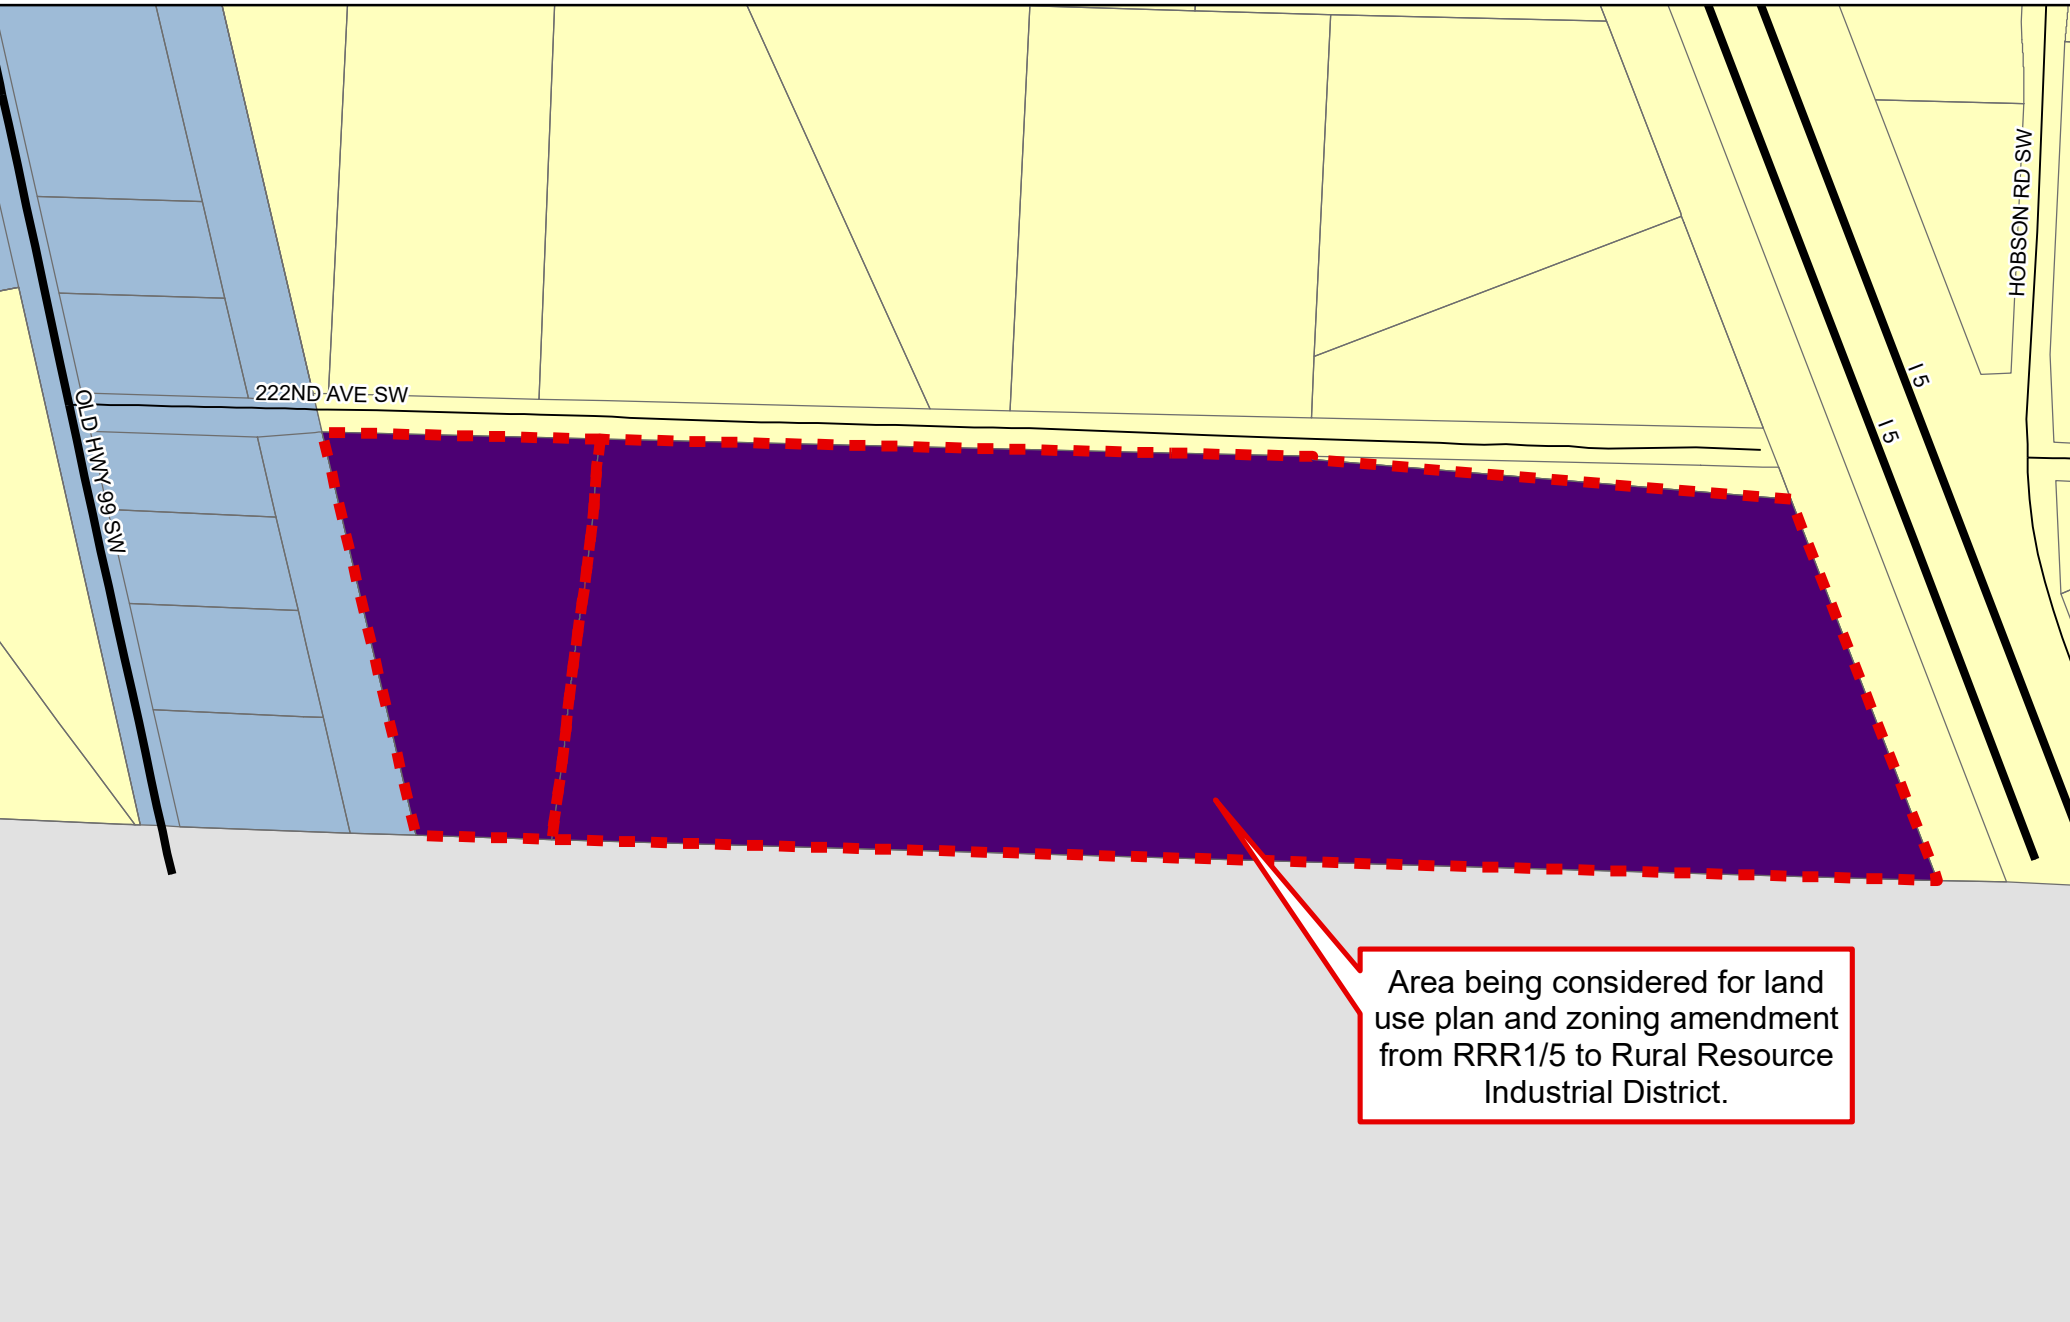 HOBSON RD SW
I 5
I 5
222ND AVE SW
OLD HWY 99 SW
Area being considered for land
use plan and zoning amendment
from RRR1/5 to Rural Resource
Industrial District.